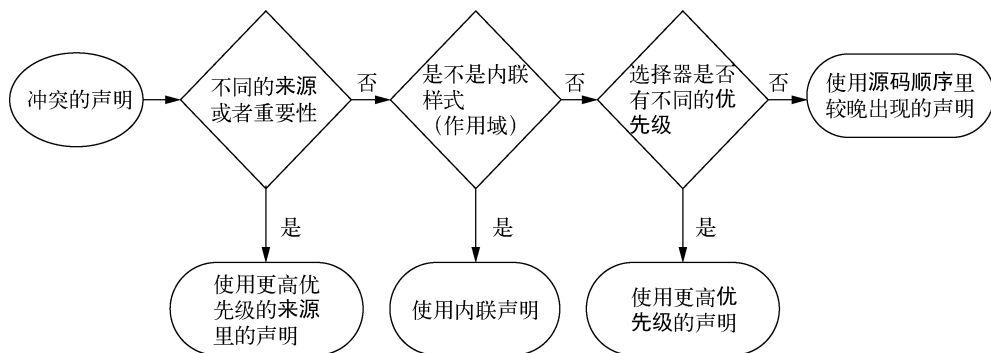 冲突的声明
不同的来源
或者重要性
否
是不是内联
样式
（作用域）
否
选择器是否
有不同的优
先级
否
使用源码顺序里
较晚出现的声明
是
是
是
使用更高优
先级的来源
里的声明
使用内联声明
使用更高优
先级的声明